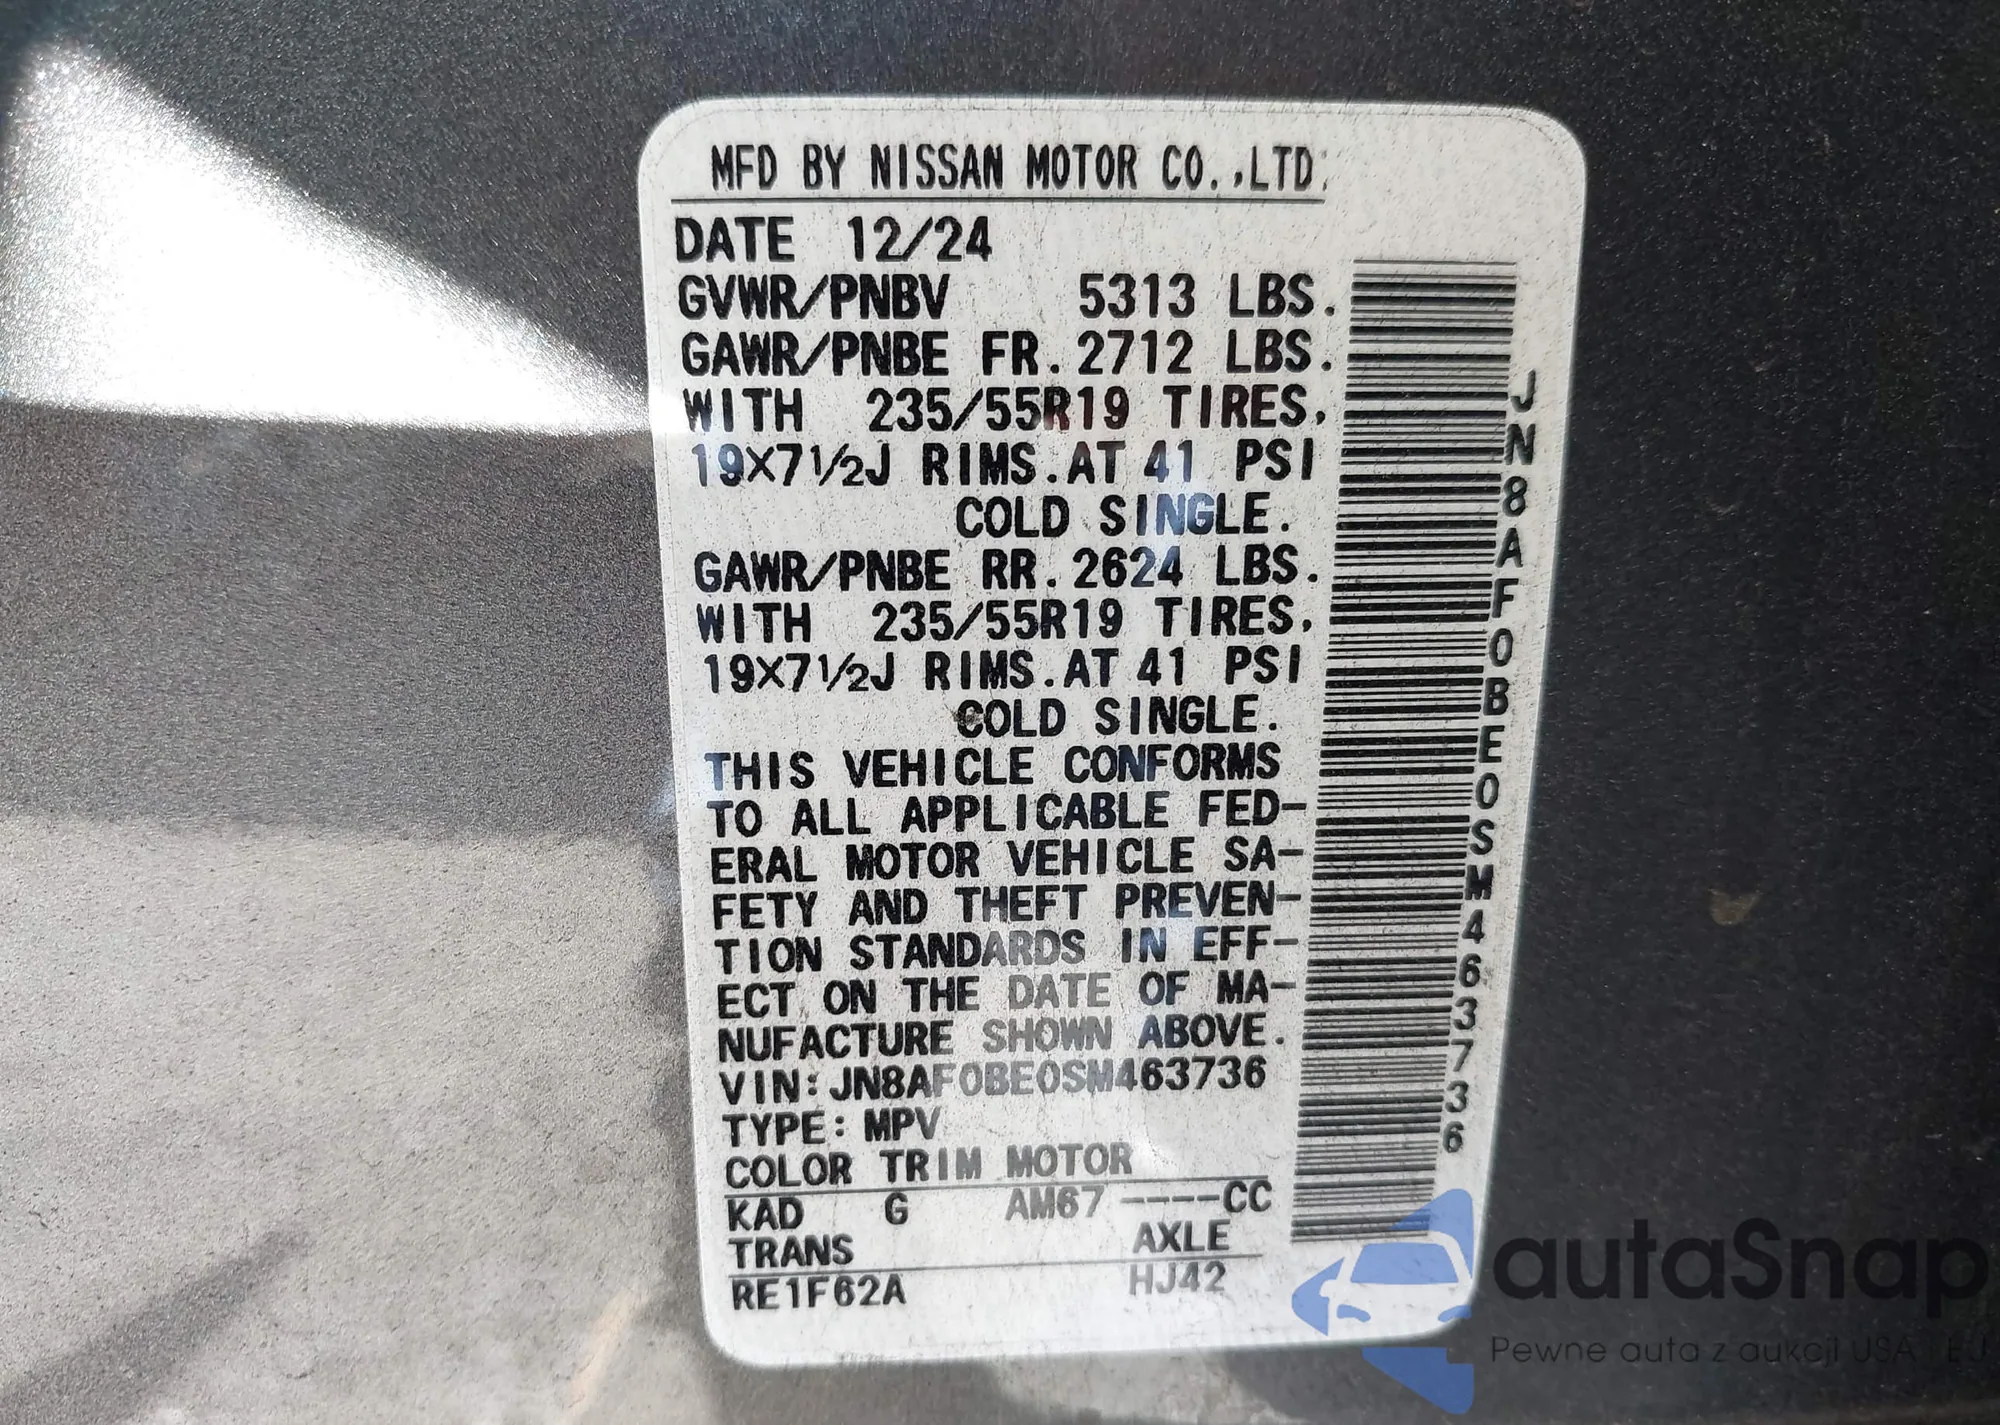 MFD BY NISSAN MOTOR CO.,LTD.
DATE 12/24
GVWR/PNBV 5313 LBS.
GAWR/PNBE FR. 2712 LBS.
WITH 235/55R19 TIRES,
19X7½J RIMS.AT 41 PSI
COLD SINGLE.
GAWR/PNBE RR. 2624 LBS.
WITH 235/55R19 TIRES,
19X7½J RIMS.AT 41 PSI
COLD SINGLE.
THIS VEHICLE CONFORMS
TO ALL APPLICABLE FED-
ERAL MOTOR VEHICLE SA-
FETY AND THEFT PREVEN-
TION STANDARDS IN EFF-
ECT ON THE DATE OF MA-
NUFACTURE SHOWN ABOVE.
VIN:JN8AF0BE0SM463736
TYPE:MPV
COLOR TRIM MOTOR
KAD G AM67 ----CC
TRANS AXLE
RE1F62A HJ42
JN8AF0BE0SM463736
autaSnap
Pewne auta z aukcji USA i EU